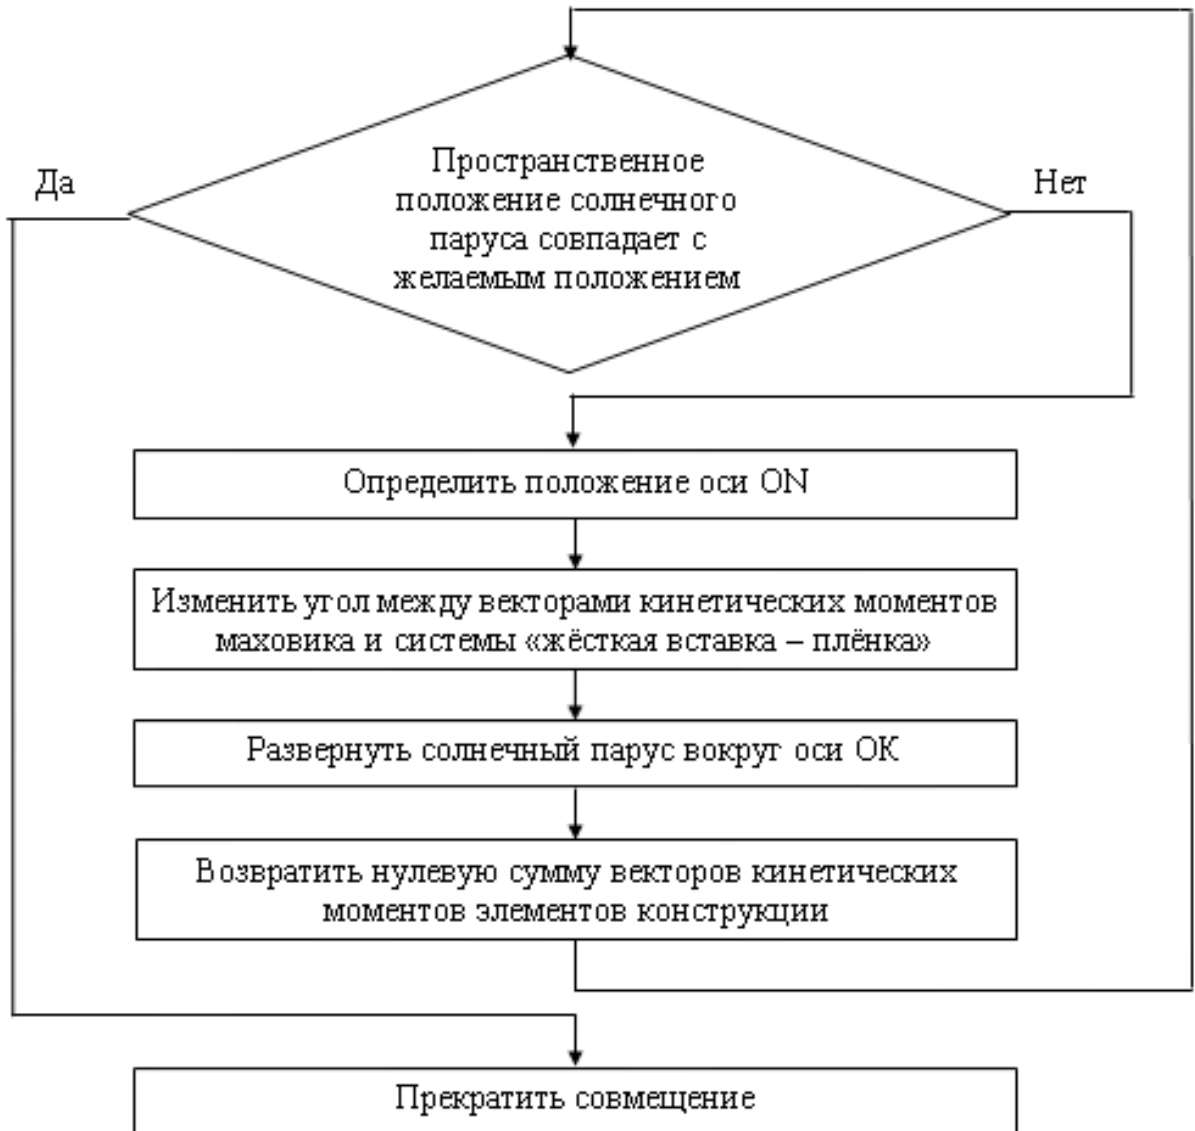 Пространственное
положение солнечного
паруса совпадает с
желаемым положением
Да
Нет
Определить положение оси ON
Изменить угол между векторами кинетических моментов
маховика и системы «жёсткая вставка – плёнка»
Развернуть солнечный парус вокруг оси ОК
Возвратить нулевую сумму векторов кинетических
моментов элементов конструкции
Прекратить совмещение